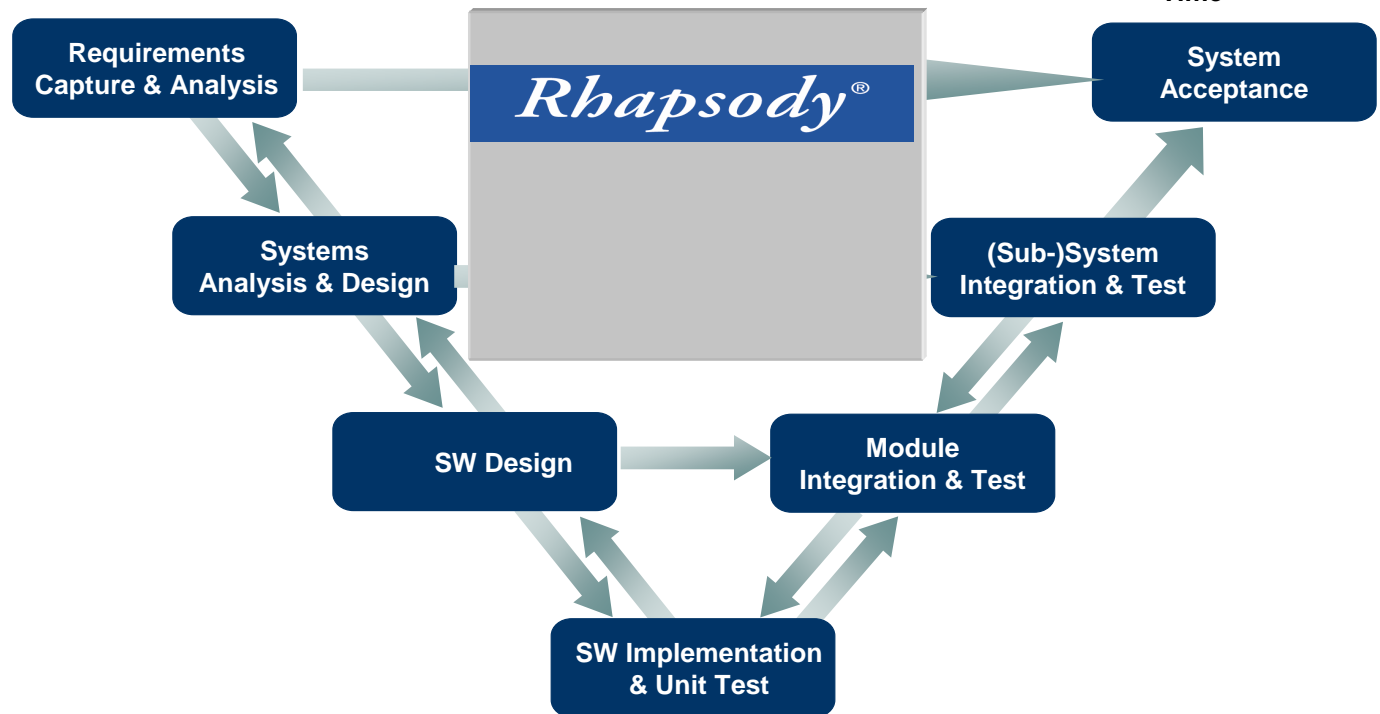 Requirements
Capture & Analysis
Rhapsody®
System
Acceptance
Systems
Analysis & Design
(Sub-)System
Integration & Test
SW Design
Module
Integration & Test
SW Implementation
& Unit Test